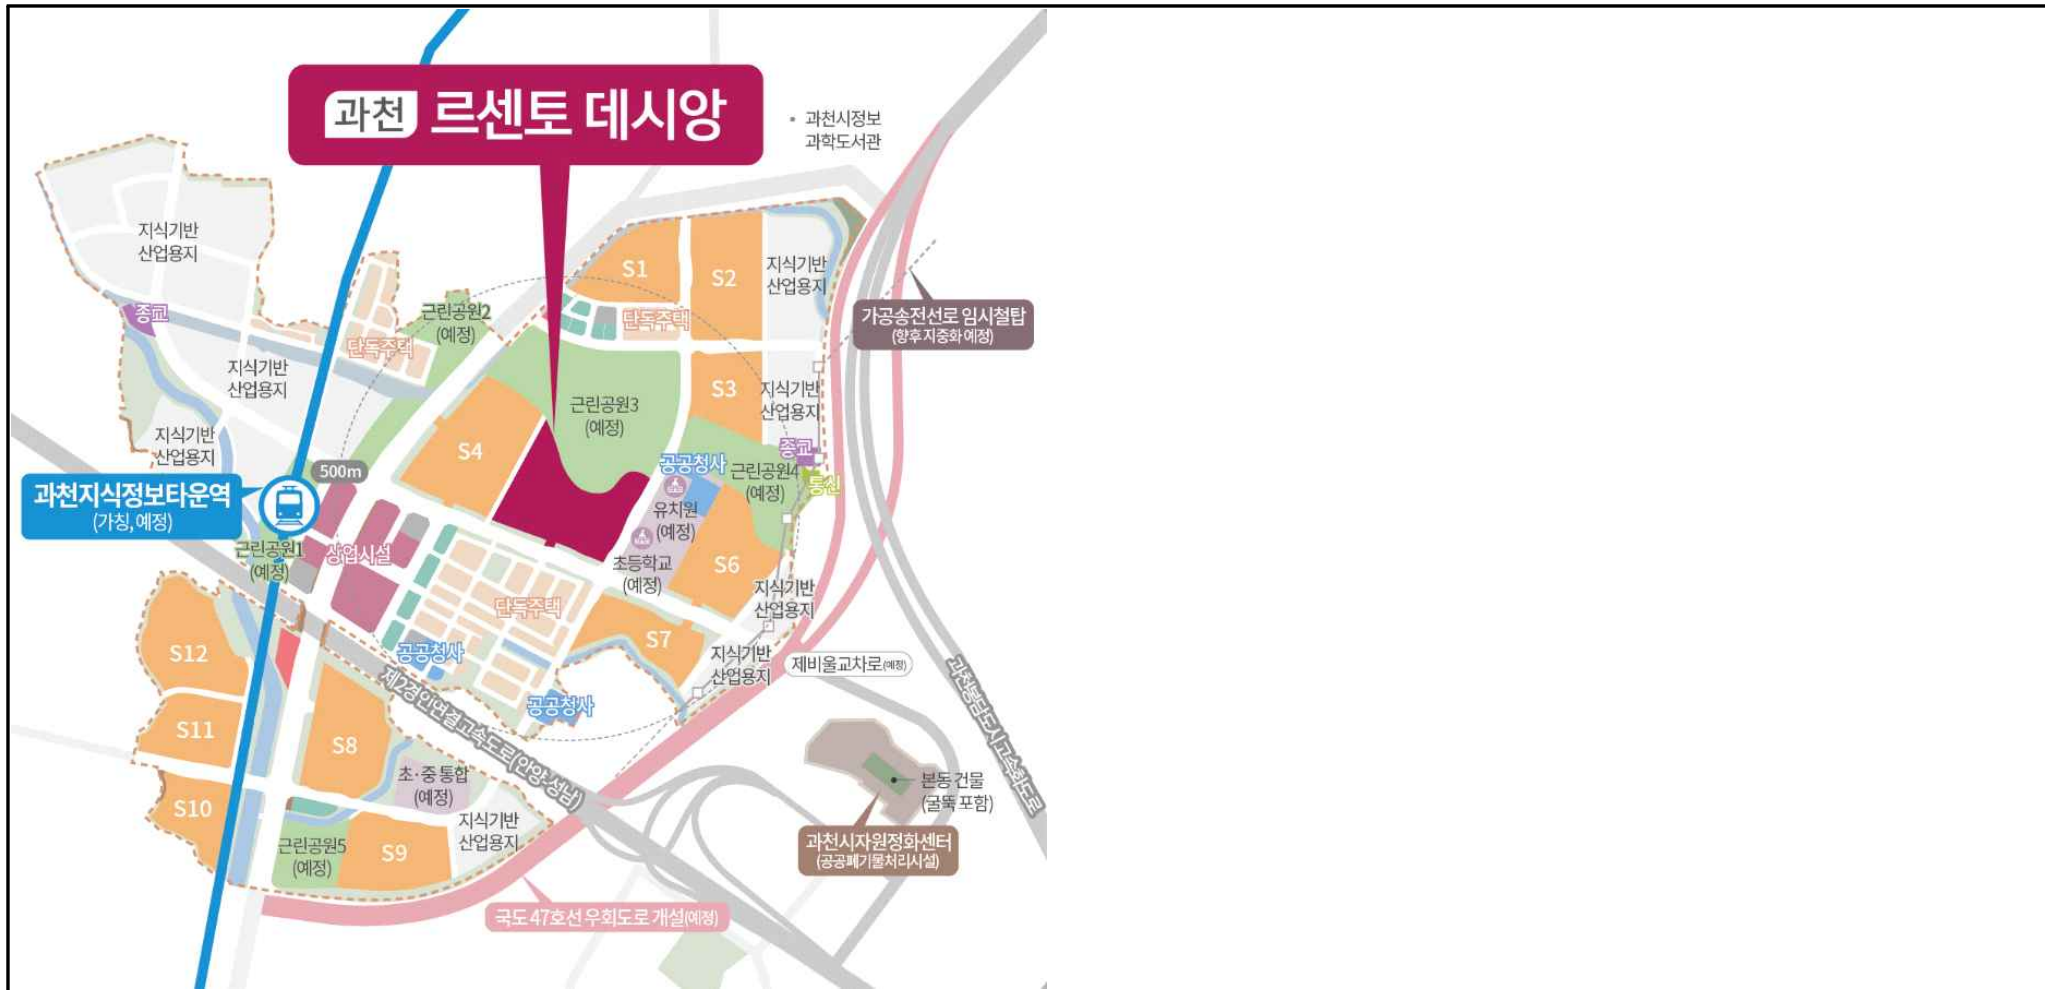 과천 르센토 데시앙
과천시정보
과학도서관
지식기반
산업용지
S1
S2
지식기반
산업용지
종교
근린공원2
(예정)
단독주택
단독주택
가공송전선로 임시철탑
(향후 지중화 예정)
지식기반
산업용지
S3
지식기반
산업용지
근린공원3
(예정)
지식기반
산업용지
S4
500m
공공청사
종교
근린공원4
(예정)
통신
과천지식정보타운역
(가칭, 예정)
유치원
(예정)
근린공원1
(예정)
상업시설
초등학교
(예정)
S6
지식기반
산업용지
단독주택
S7
S12
공공청사
지식기반
산업용지
제비울교차로(예정)
공공청사
제2경인연결고속도로(안양-성남)
과천봉담도시고속화도로
S11
S8
초·중 통합
(예정)
본동 건물
(굴뚝 포함)
S10
지식기반
산업용지
과천시자원정화센터
(공공폐기물처리시설)
근린공원5
(예정)
S9
국도 47호선 우회도로 개설(예정)